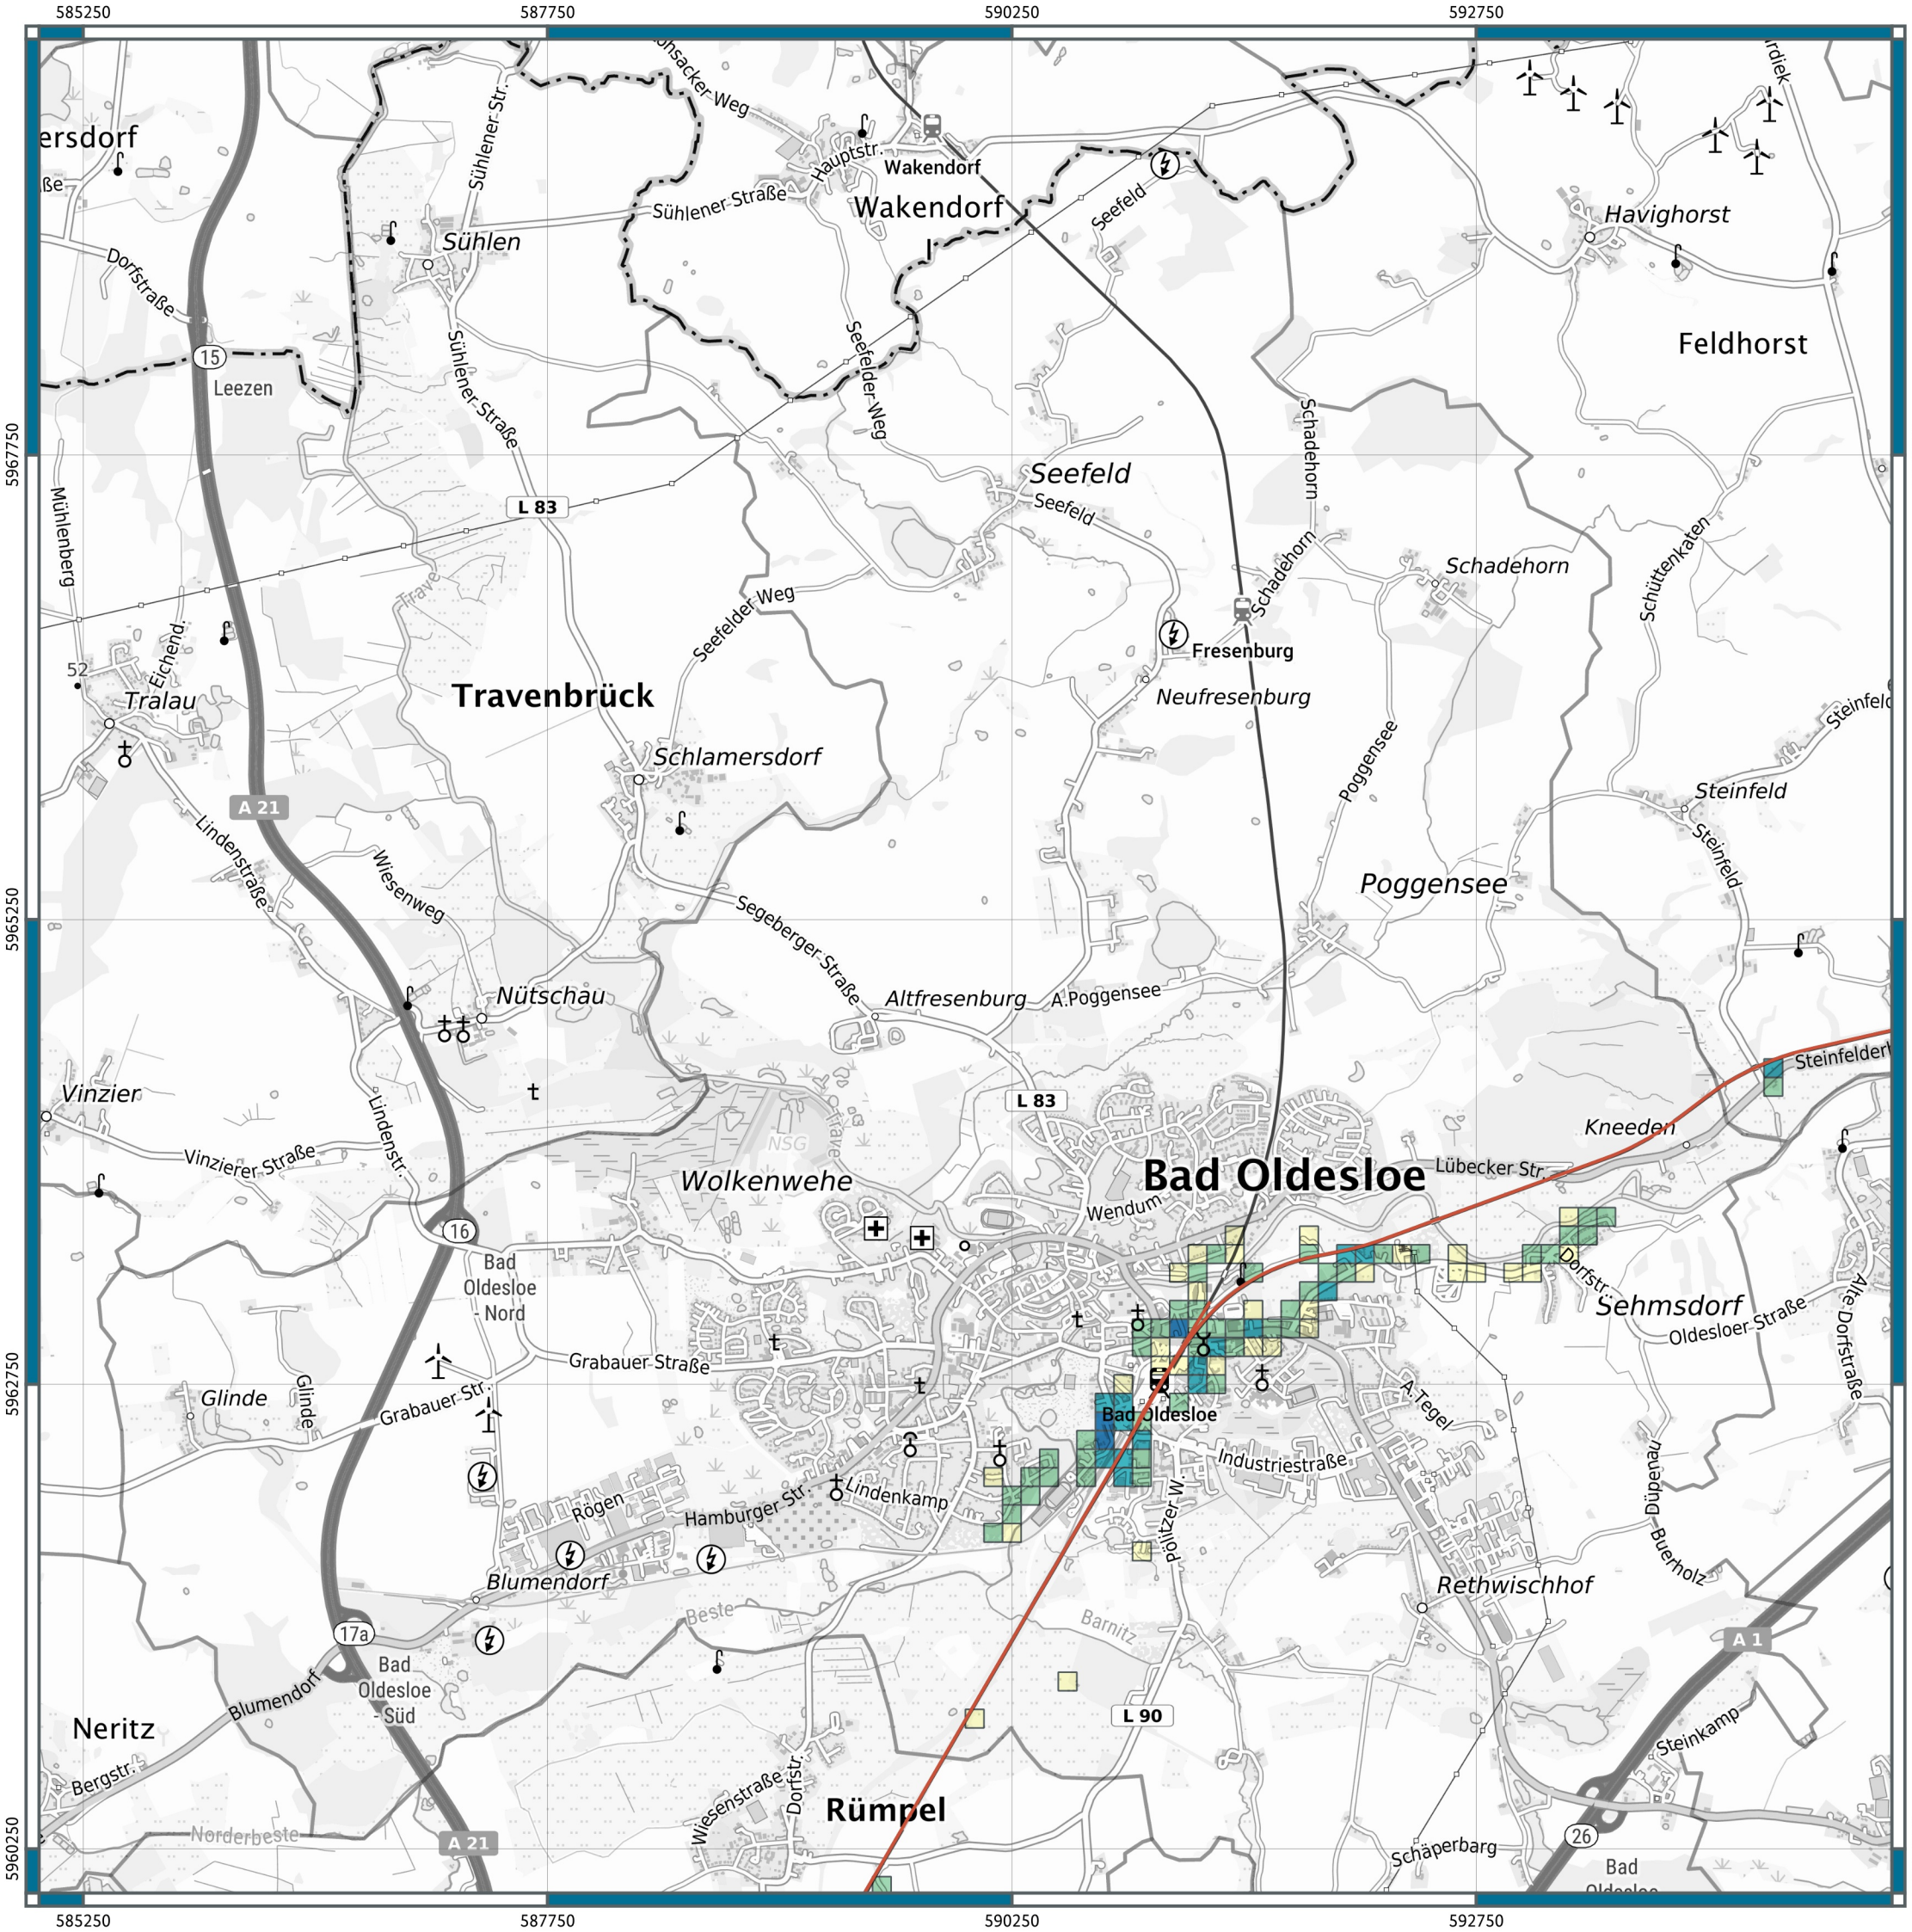 585250
587750
590250
592750
5967750
5965250
5962750
5960250
585250
587750
590250
592750
ersdorf
Sühlener-Str.
Hauptstr.
Wakendorf
Wakendorf
I
Sühlener Straße
Seefeld
Havighorst
Sühlen
Dorfstraße
Feldhorst
15
Leezen
Sühlener-Straße
Seefelder-Weg
Schadehorn
Seefeld
Seefeld
L 83
Mühlenberg
Schüttenkaten
Schadehorn
Schadehorn
Trave
Seefelder Weg
Eichend.
52
Tralau
Travenbrück
Fresenburg
Neufresenburg
Schlamersdorf
Poggensee
Steinfeld
Steinfeld
A 21
Lindenstraße
Wiesenweg
Poggensee
Segeberger-Straße
Nütschau
Altfresenburg
A.Poggensee
Vinzier
Lindenstr.
L 83
NSG
Trave
Kneeden
Vinzierer Straße
Wolkenwehe
Bad Oldesloe
Lübecker Str.
Wendum
16
Bad
Oldesloe
- Nord
Dorfstr.
Sehmsdorf
Oldesloer Straße
Alte Dorfstraße
Grabauer Straße
Glinde
Glinde
Grabauer Str.
Bad Oldesloe
A.Tegel
Industriestraße
Rögen
Hamburger Str.
Lindenkamp
Pölitzer W.
Düpenau
Buerholz
Blumendorf
Rethwischhof
Beste
Barnitz
17a
Bad
Oldesloe
- Süd
A 1
Blumendorf
Neritz
L 90
Steinkamp
Bergstr.
Wiesenstraße
Dorfstr.
Rümpel
Norderbeste
A 21
Schäperbarg
26
Bad